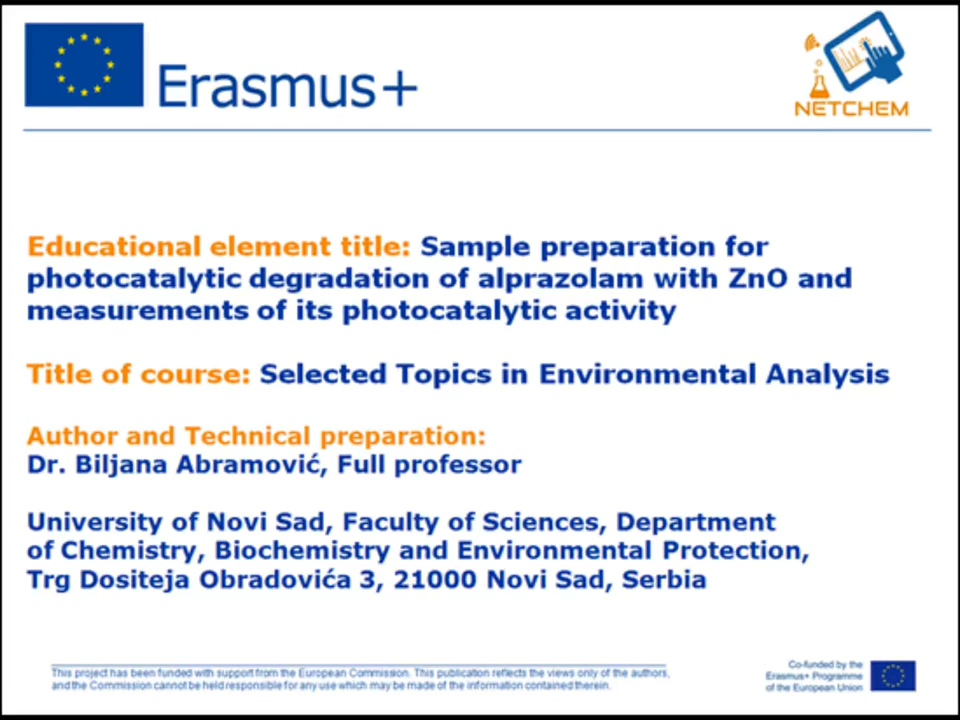 Erasmus+
NETCHEM
Educational element title: Sample preparation for
photocatalytic degradation of alprazolam with ZnO and
measurements of its photocatalytic activity
Title of course: Selected Topics in Environmental Analysis
Author and Technical preparation:
Dr. Biljana Abramović, Full professor
University of Novi Sad, Faculty of Sciences, Department
of Chemistry, Biochemistry and Environmental Protection,
Trg Dositeja Obradovića 3, 21000 Novi Sad, Serbia
This project has been funded with support from the European Commission. This publication reflects the views only of the authors,
and the Commission cannot be held responsible for any use which may be made of the information contained therein.
Co-funded by the
Erasmus+ Programme
of the European Union